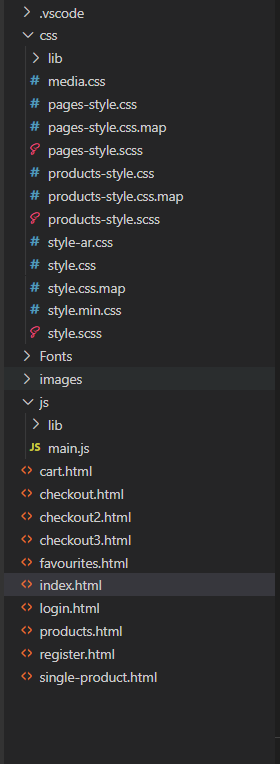 .vscode
css
lib
media.css
pages-style.css
pages-style.css.map
pages-style.scss
products-style.css
products-style.css.map
products-style.scss
style-ar.css
style.css
style.css.map
style.min.css
style.scss
Fonts
images
js
lib
JS main.js
cart.html
checkout.html
checkout2.html
checkout3.html
favourites.html
index.html
login.html
products.html
register.html
single-product.html